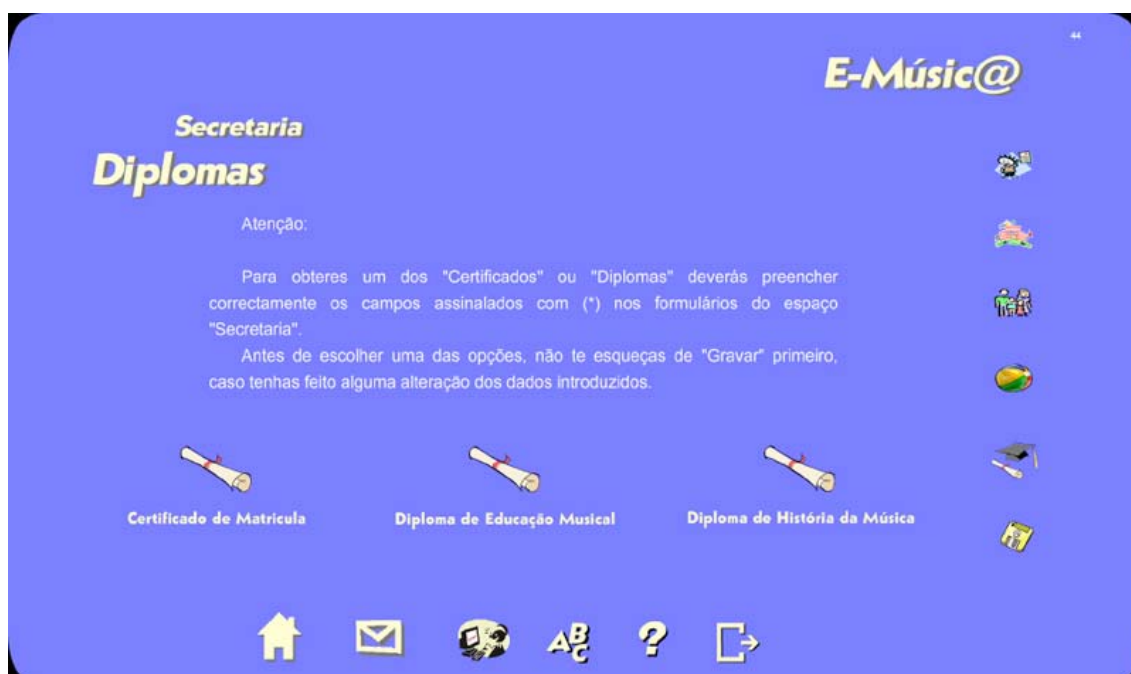 44
E-Músic@
Secretaria
Diplomas
Atenção:
Para obteres um dos "Certificados" ou "Diplomas" deverás preencher
correctamente os campos assinalados com (*) nos formulários do espaço
"Secretaria".
Antes de escolher uma das opções, não te esqueças de "Gravar" primeiro,
caso tenhas feito alguma alteração dos dados introduzidos.
Certificado de Matricula
Diploma de Educação Musical
Diploma de História da Música
ABC
?